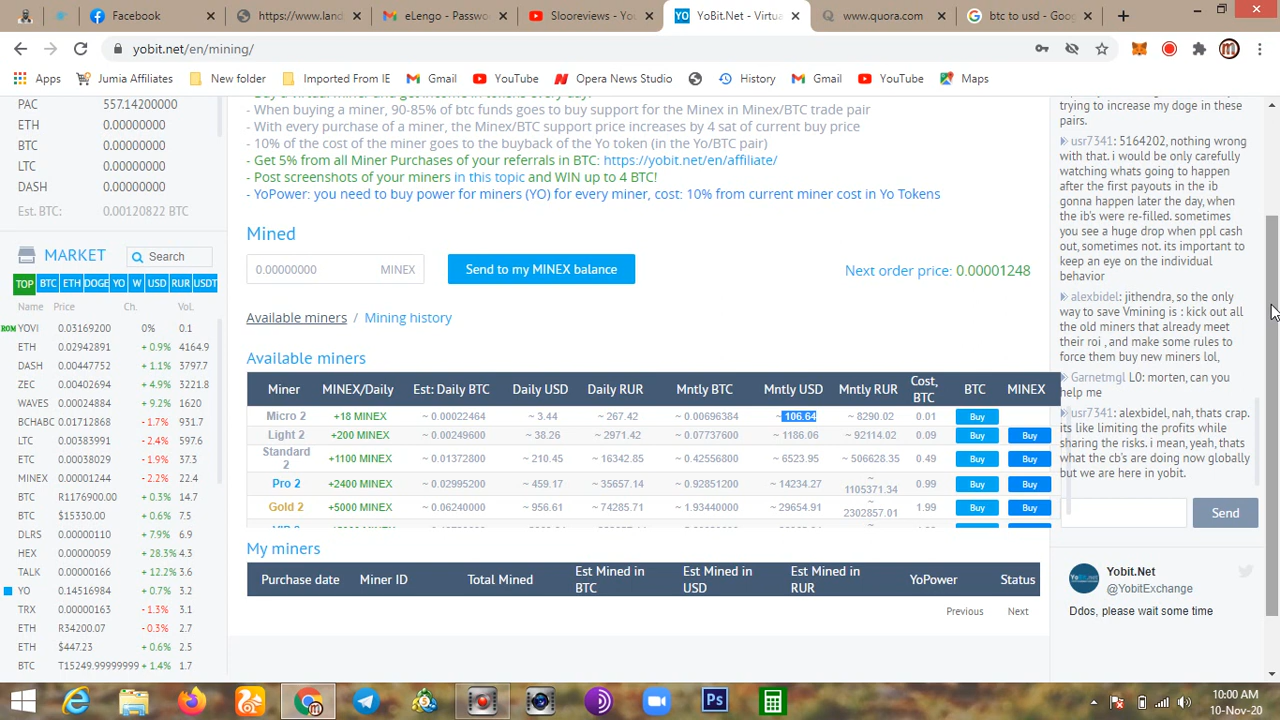 Facebook
https://www.land
eLengo - Passwo
Slooreviews - You
YoBit.Net - Virtua
www.quora.com
btc to usd - Goog
yobit.net/en/mining/
Apps
Jumia Affiliates
New folder
Imported From IE
Gmail
YouTube
Opera News Studio
History
Gmail
YouTube
Maps
PAC 557.14200000
ETH 0.00000000
BTC 0.00000000
LTC 0.00000000
DASH 0.00000000
Est. BTC: 0.00120822 BTC
MARKET
Search
TOP BTC ETH DOGE YO W USD RUR USDT
Name Price Ch. Vol.
YOVI 0.03169200 0% 0.1
ETH 0.02942891 + 0.9% 4164.9
DASH 0.00447752 + 1.1% 3797.7
ZEC 0.00402694 + 4.9% 3221.8
WAVES 0.00024884 + 9.2% 1620
BCHABC 0.01712868 - 1.7% 931.7
LTC 0.00383991 - 2.4% 597.6
ETC 0.00038029 - 1.9% 37.3
MINEX 0.00001241 - 2.2% 22.4
BTC R1176900.00 + 0.3% 14.7
BTC $15330.00 + 0.6% 7.5
DLRS 0.00000110 + 7.9% 6.9
HEX 0.00000059 + 28.3% 4.3
TALK 0.00000166 + 12.2% 3.6
YO 0.14516984 + 0.7% 3.2
TRX 0.00000163 - 1.3% 3.1
ETH R34200.07 - 0.3% 2.7
ETH $447.23 + 0.6% 2.5
BTC T15249.99999999 + 1.4% 1.7
- When buying a miner, 90-85% of btc funds goes to buy support for the Minex in Minex/BTC trade pair
- With every purchase of a miner, the Minex/BTC support price increases by 4 sat of current buy price
- 10% of the cost of the miner goes to the buyback of the Yo token (in the Yo/BTC pair)
- Get 5% from all Miner Purchases of your referrals in BTC: https://yobit.net/en/affiliate/
- Post screenshots of your miners in this topic and WIN up to 4 BTC!
- YoPower: you need to buy power for miners (YO) for every miner, cost: 10% from current miner cost in Yo Tokens
Mined
0.00000000 MINEX
Send to my MINEX balance
Next order price: 0.00001248
Available miners
Mining history
Available miners
Miner MINEX/Daily Est: Daily BTC Daily USD Daily RUR Mntly BTC Mntly USD Mntly RUR Cost, BTC BTC MINEX
Micro 2 +18 MINEX ~ 0.00022464 ~ 3.44 ~ 267.42 ~ 0.00696384 ~ 106.64 ~ 8290.02 0.01 Buy
Light 2 +200 MINEX ~ 0.00249600 ~ 38.26 ~ 2971.42 ~ 0.07737600 ~ 1186.06 ~ 92114.02 0.09 Buy Buy
Standard 2 +1100 MINEX ~ 0.01372800 ~ 210.45 ~ 16342.85 ~ 0.42556800 ~ 6523.95 ~ 506628.35 0.49 Buy Buy
Pro 2 +2400 MINEX ~ 0.02995200 ~ 459.17 ~ 35657.14 ~ 0.92851200 ~ 14234.27 ~ 1105371.34 0.99 Buy Buy
Gold 2 +5000 MINEX ~ 0.06240000 ~ 956.61 ~ 74285.71 ~ 1.93440000 ~ 29654.91 ~ 2302857.01 1.99 Buy Buy
My miners
Purchase date Miner ID Total Mined Est Mined in BTC Est Mined in USD Est Mined in RUR YoPower Status
Previous Next
trying to increase my doge in these
pairs.
usr7341: 5164202, nothing wrong
with that. i would be only carefully
watching whats going to happen
after the first payouts in the ib
gonna happen later the day, when
the ib's were re-filled. sometimes
you see a huge drop when ppl cash
out, sometimes not. its important to
keep an eye on the individual
behavior
alexbidel: jithendra, so the only
way to save Vmining is : kick out all
the old miners that already meet
their roi , and make some rules to
force them buy new miners lol,
Garnetmgl LO: morten, can you
help me
usr7341: alexbidel, nah, thats crap.
its like limiting the profits while
sharing the risks. i mean, yeah, thats
what the cb's are doing now globally
but we are here in yobit.
Send
Yobit.Net
@YobitExchange
Ddos, please wait some time
10:00 AM
10-Nov-20